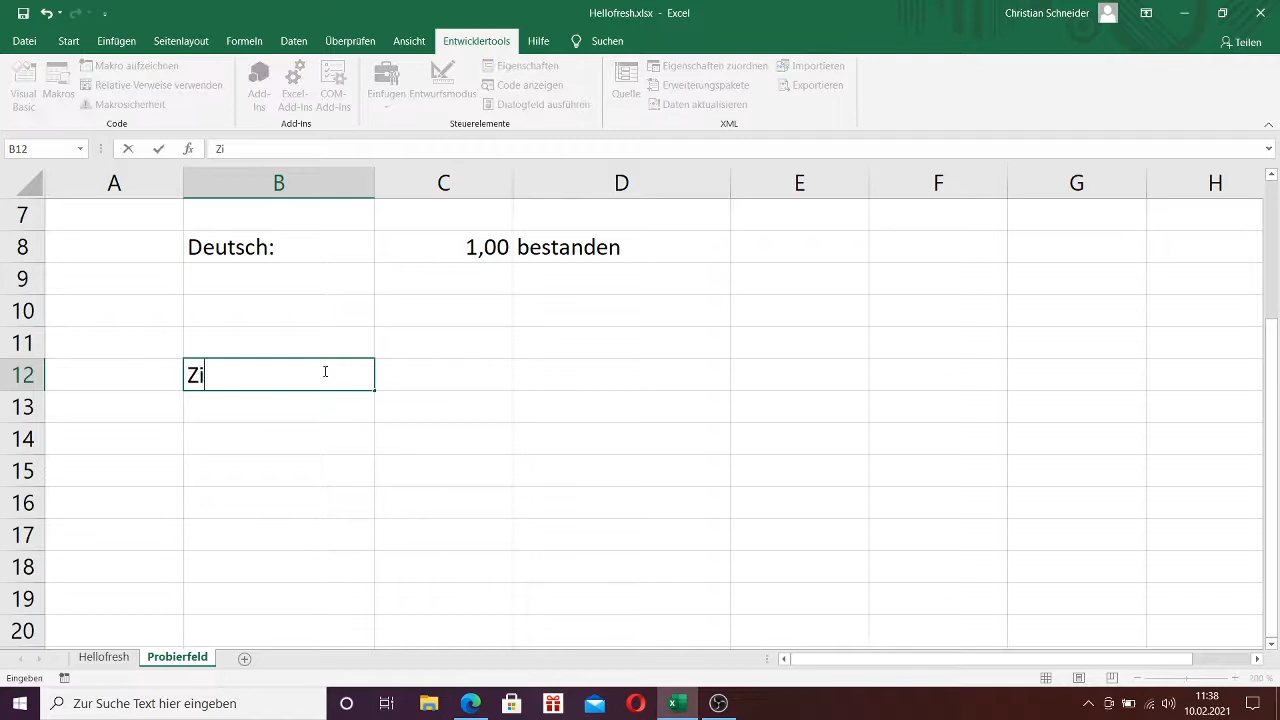 Hellofresh.xlsx - Excel
Christian Schneider
Datei Start Einfügen Seitenlayout Formeln Daten Überprüfen Ansicht Entwicklertools Hilfe Suchen Teilen
Visual Basic
Makros
Makro aufzeichnen
Relative Verweise verwenden
Makrosicherheit
Code
Add-Ins
Excel-Add-Ins
COM-Add-Ins
Add-Ins
Einfügen
Entwurfsmodus
Eigenschaften
Code anzeigen
Dialogfeld ausführen
Steuerelemente
Quelle
Eigenschaften zuordnen
Erweiterungspakete
Daten aktualisieren
Importieren
Exportieren
XML
B12 fx Zi
A B C D E F G H
7
8 Deutsch: 1,00 bestanden
9
10
11
12 Zi
13
14
15
16
17
18
19
20
Hellofresh Probierfeld
Eingeben 200 %
Zur Suche Text hier eingeben
11:38
10.02.2021